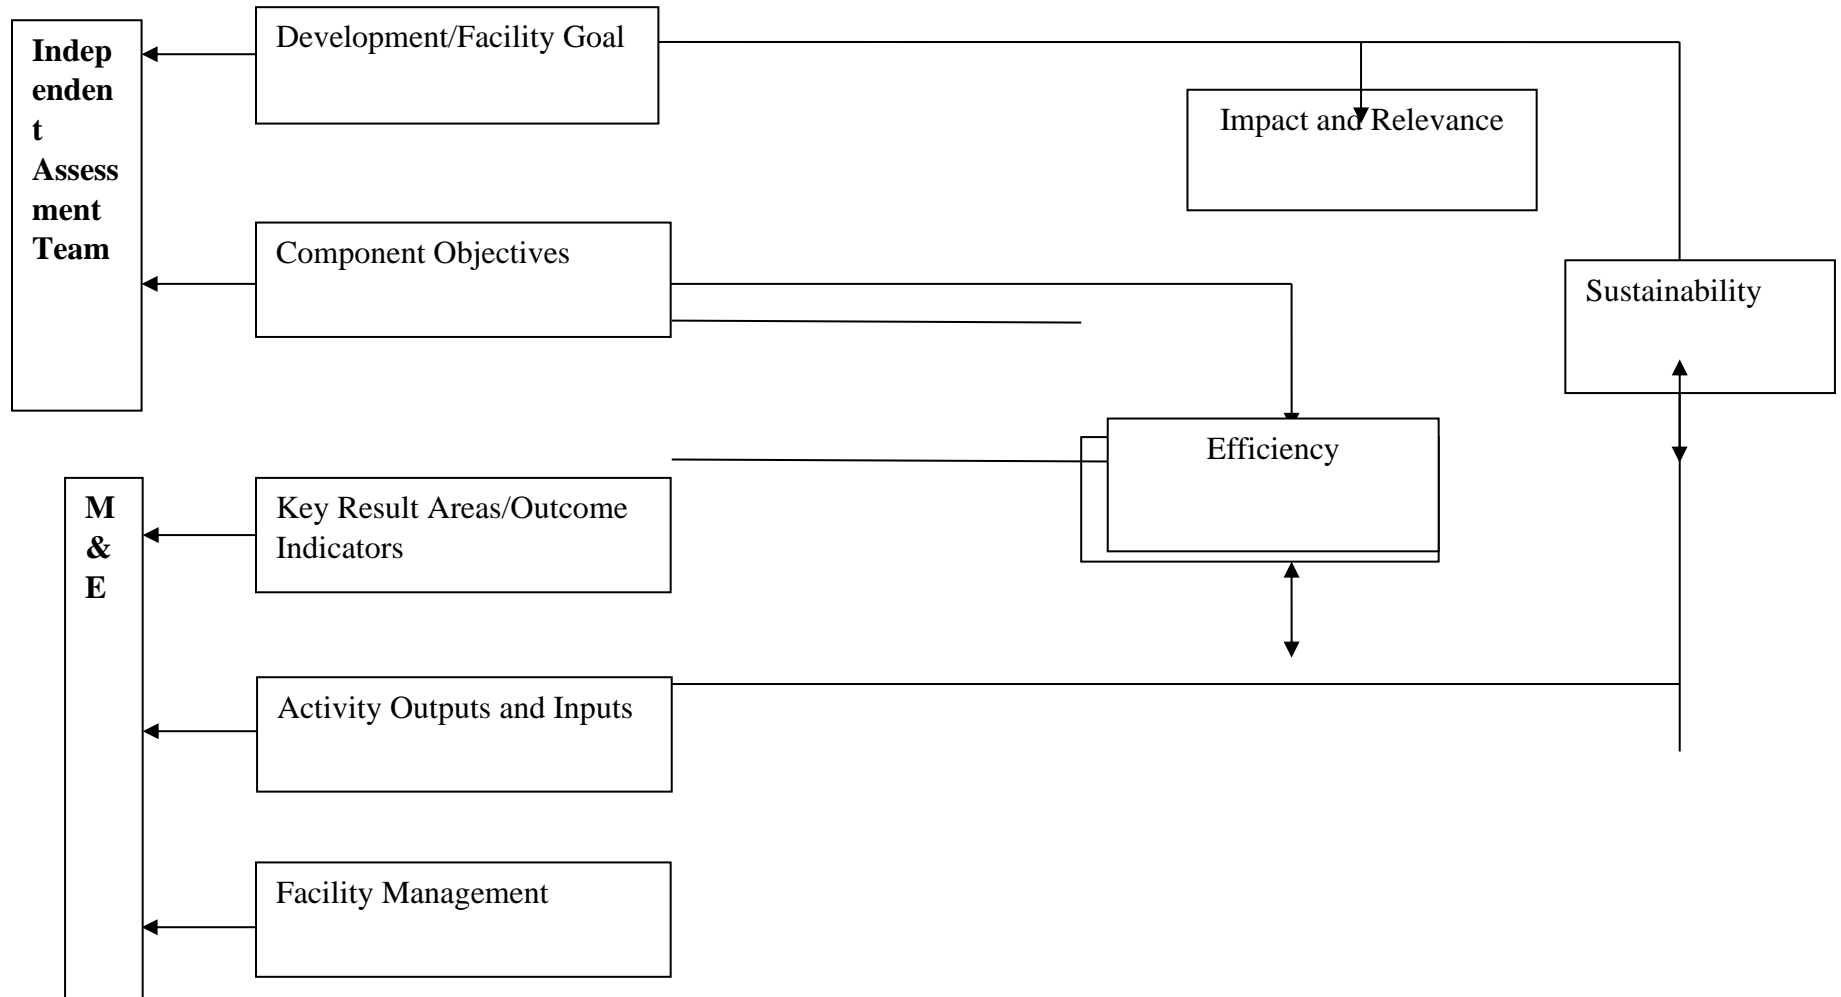 Indep
enden
t
Assess
ment
Team
Development/Facility Goal
Impact and Relevance
Component Objectives
Sustainability
Efficiency
M
&
E
Key Result Areas/Outcome
Indicators
Activity Outputs and Inputs
Facility Management